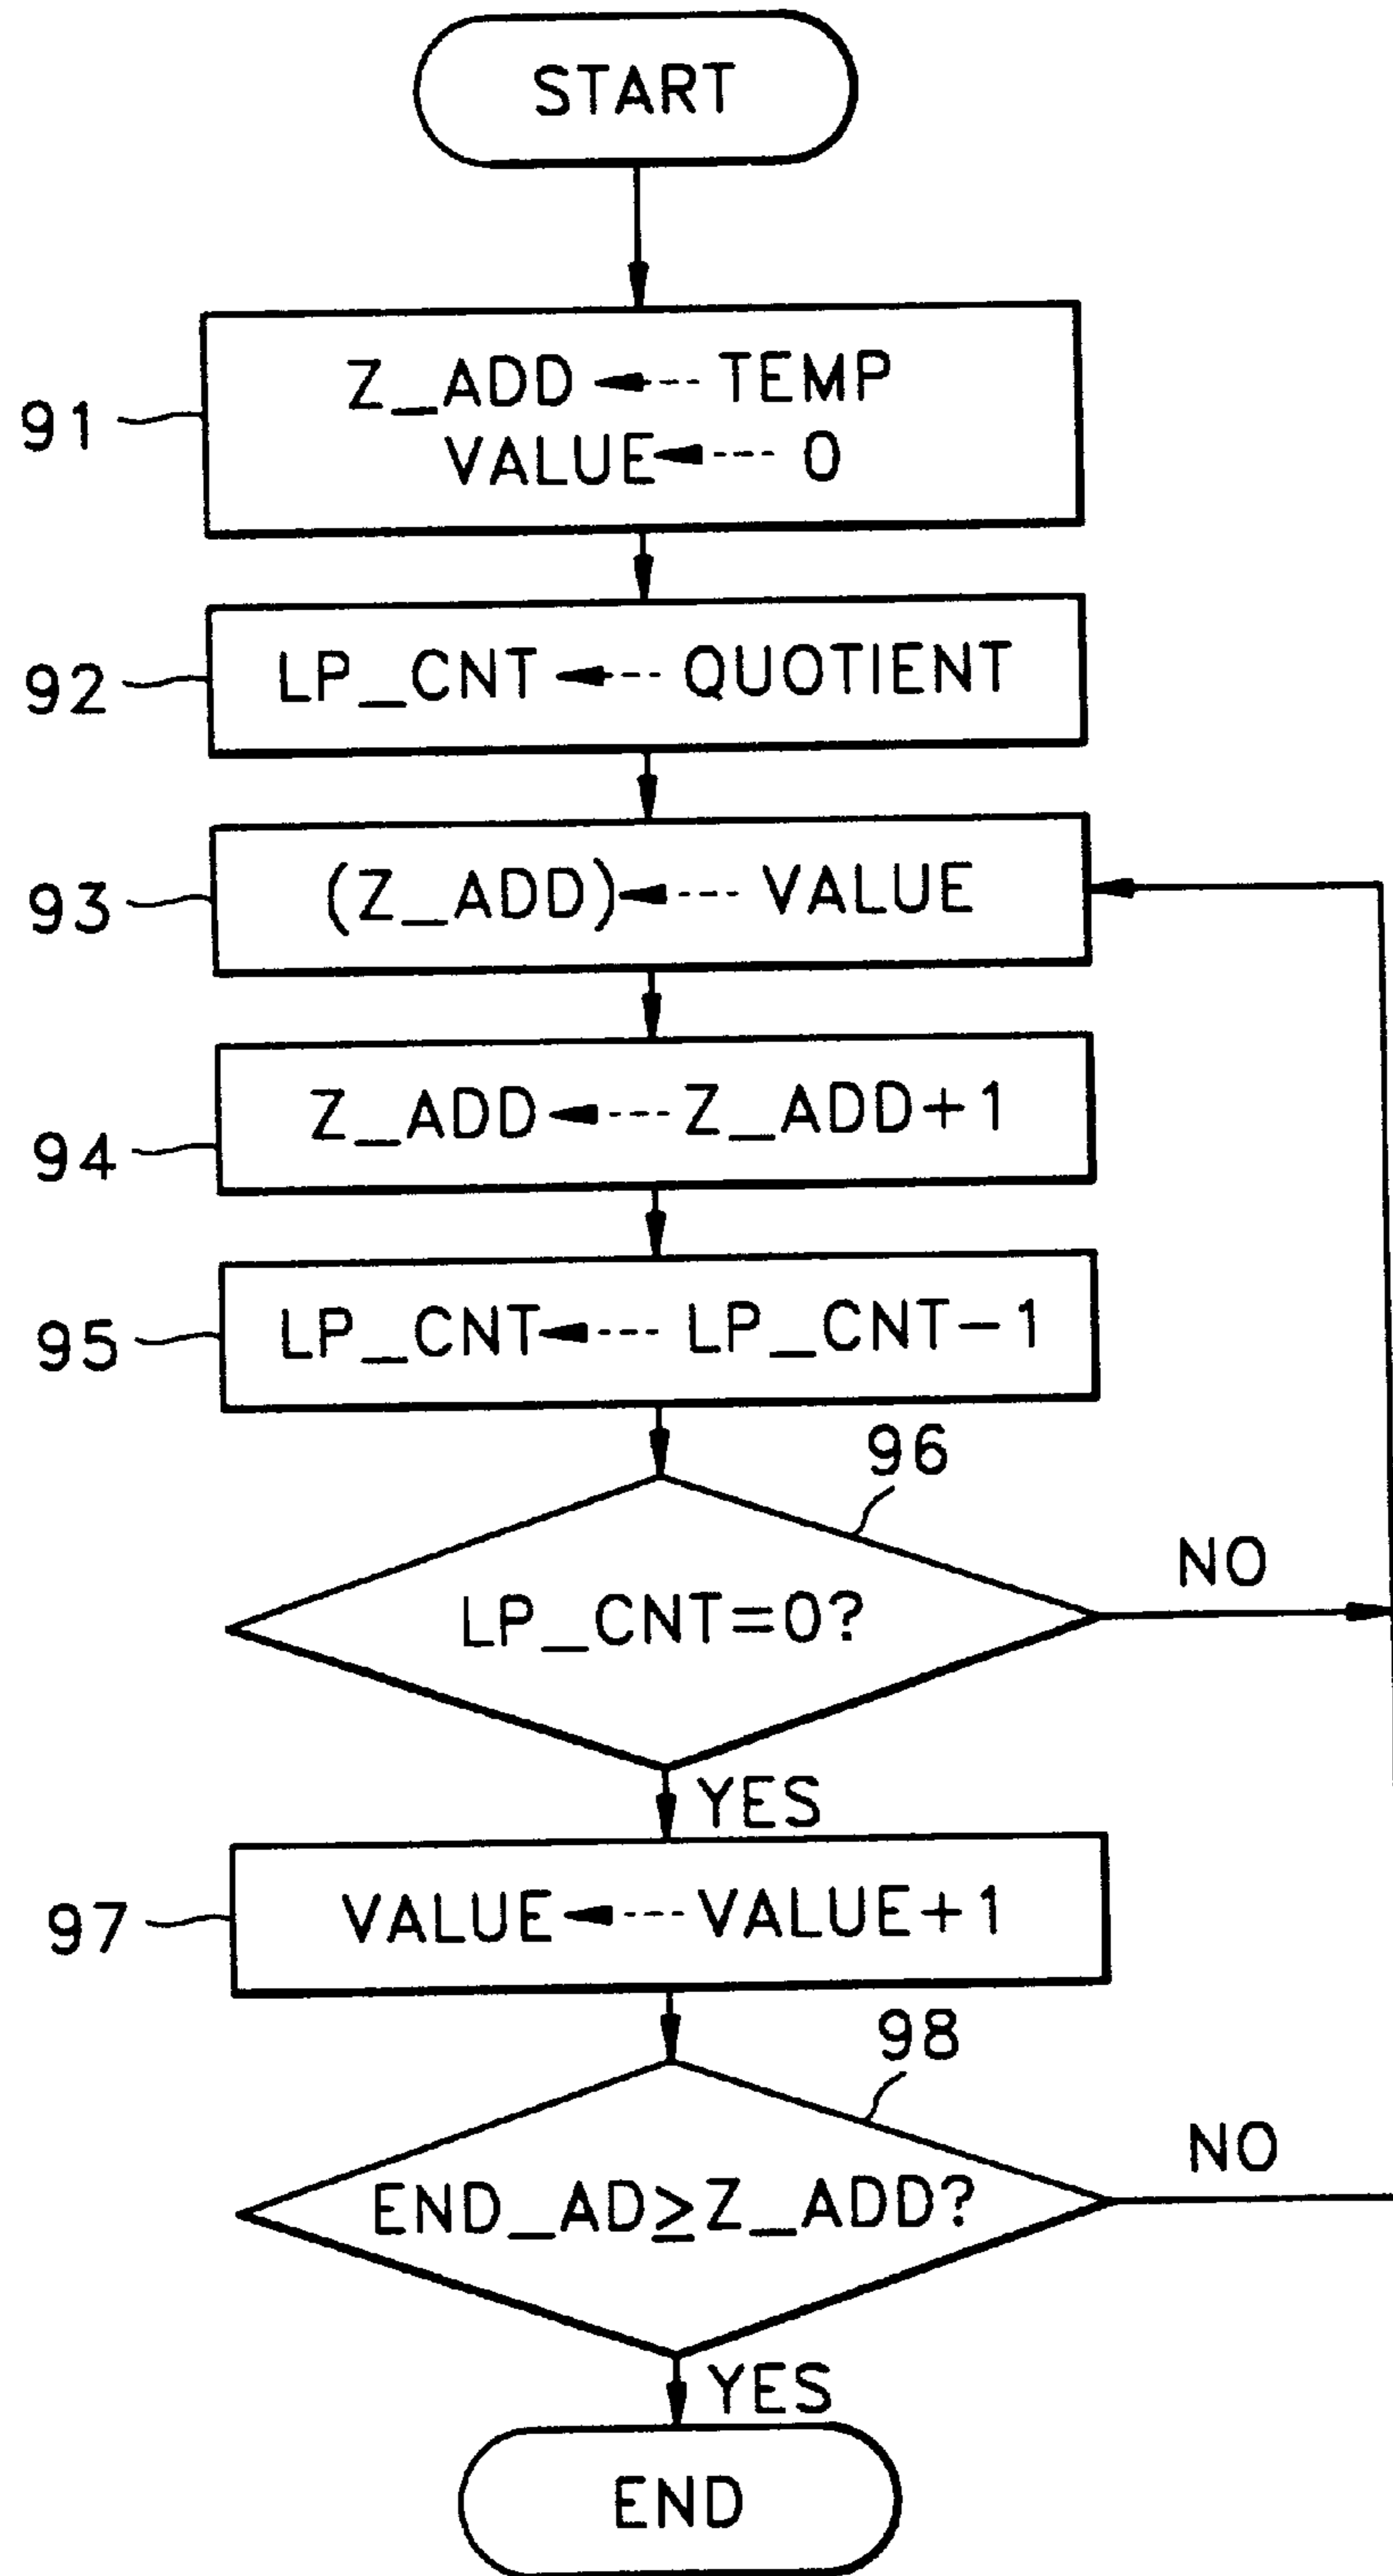 START
Z_ADD ◄--- TEMP
VALUE ◄--- 0
91
LP_CNT ◄--- QUOTIENT
92
(Z_ADD) ◄--- VALUE
93
Z_ADD ◄--- Z_ADD+1
94
LP_CNT ◄--- LP_CNT-1
95
96
LP_CNT=0?
NO
YES
VALUE ◄--- VALUE+1
97
98
END_AD≥Z_ADD?
NO
YES
END